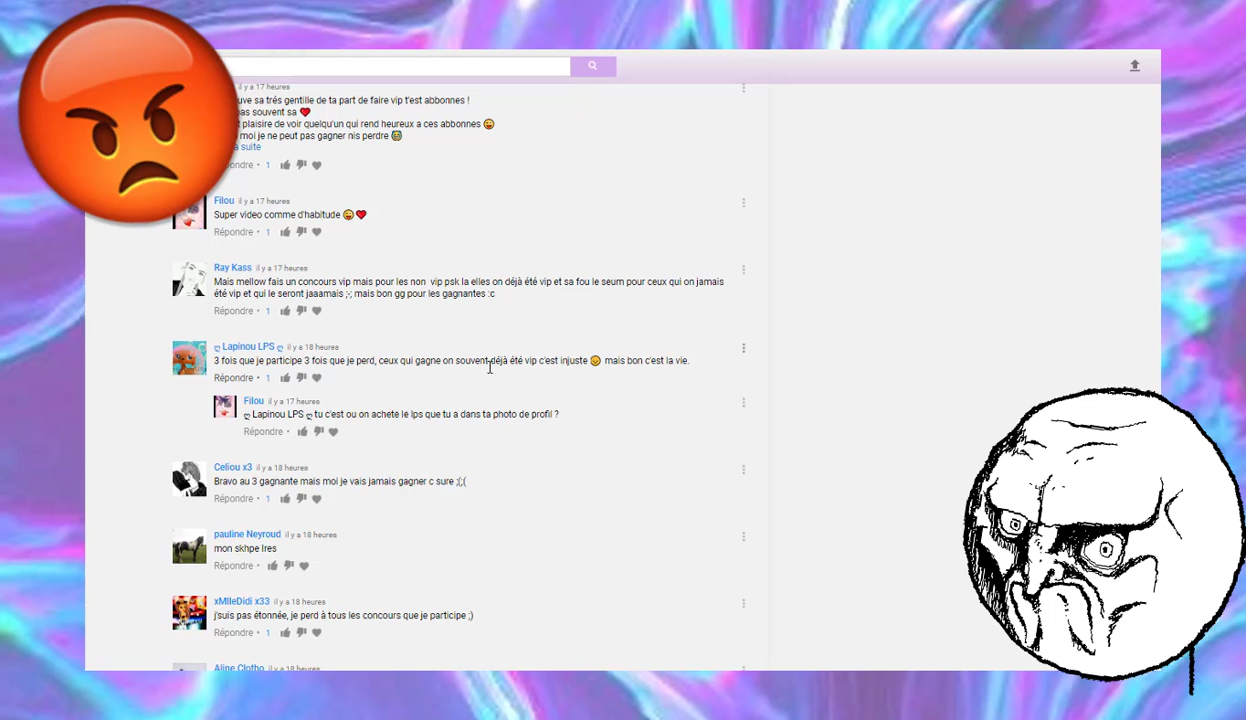 il y a 17 heures
uve sa trés gentille de ta part de faire vip t'est abbonnes !
pas souvent sa
t plaisire de voir quelqu'un qui rend heureux a ces abbonnes
moi je ne peut pas gagner nis perdre
a suite
ondre • 1
Filou il y a 17 heures
Super video comme d'habitude
Répondre • 1
Ray Kass il y a 17 heures
Mais mellow fais un concours vip mais pour les non vip psk la elles on déjà été vip et sa fou le seum pour ceux qui on jamais
été vip et qui le seront jaaamais ;-; mais bon gg pour les gagnantes :c
Répondre • 1
ღ Lapinou LPS ღ il y a 18 heures
3 fois que je participe 3 fois que je perd, ceux qui gagne on souvent déjà été vip c'est injuste mais bon c'est la vie.
Répondre • 1
Filou il y a 17 heures
ღ Lapinou LPS ღ tu c'est ou on achete le lps que tu a dans ta photo de profil ?
Répondre •
Celiou x3 il y a 18 heures
Bravo au 3 gagnante mais moi je vais jamais gagner c sure ;(;(
Répondre • 1
pauline Neyroud il y a 18 heures
mon skhpe lres
Répondre •
xMlleDidi x33 il y a 18 heures
j'suis pas étonnée, je perd à tous les concours que je participe ;)
Répondre • 1
Aline Clotho il y a 18 heures